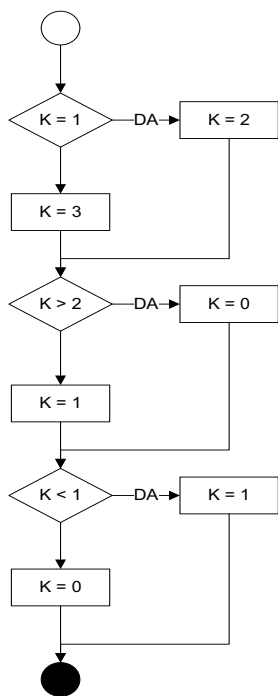 K = 1
DA
K = 2
K = 3
K > 2
DA
K = 0
K = 1
K < 1
DA
K = 1
K = 0